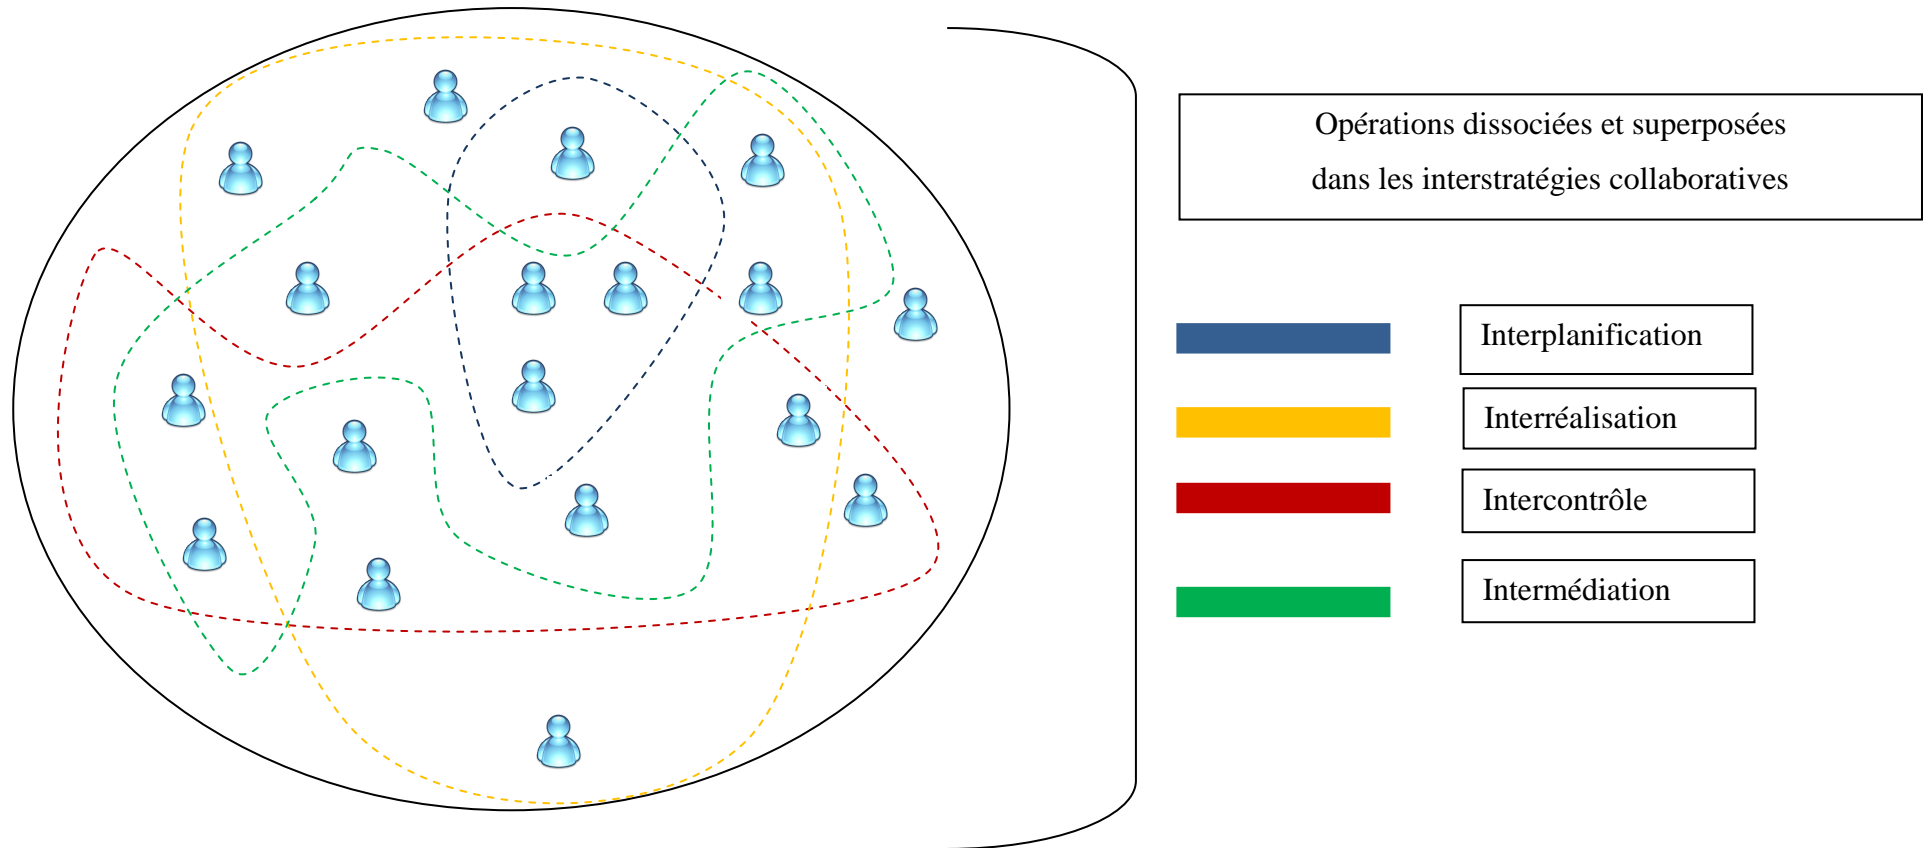 Opérations dissociées et superposées
dans les interstratégies collaboratives
Interplanification
Interréalisation
Intercontrôle
Intermédiation